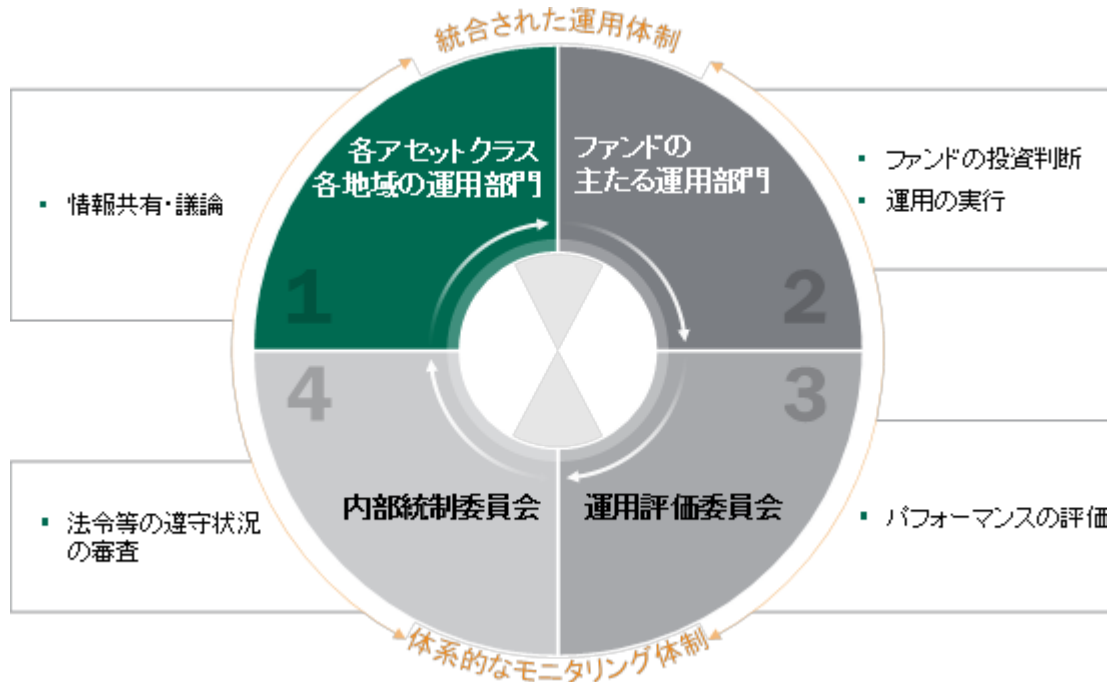 統合された運用体制
各アセットクラス
各地域の運用部門
ファンドの
主たる運用部門
・ 情報共有・議論
・ ファンドの投資判断
・ 運用の実行
1
2
4
3
内部統制委員会
運用評価委員会
・ 法令等の遵守状況
の審査
・ パフォーマンスの評価
体系的なモニタリング体制